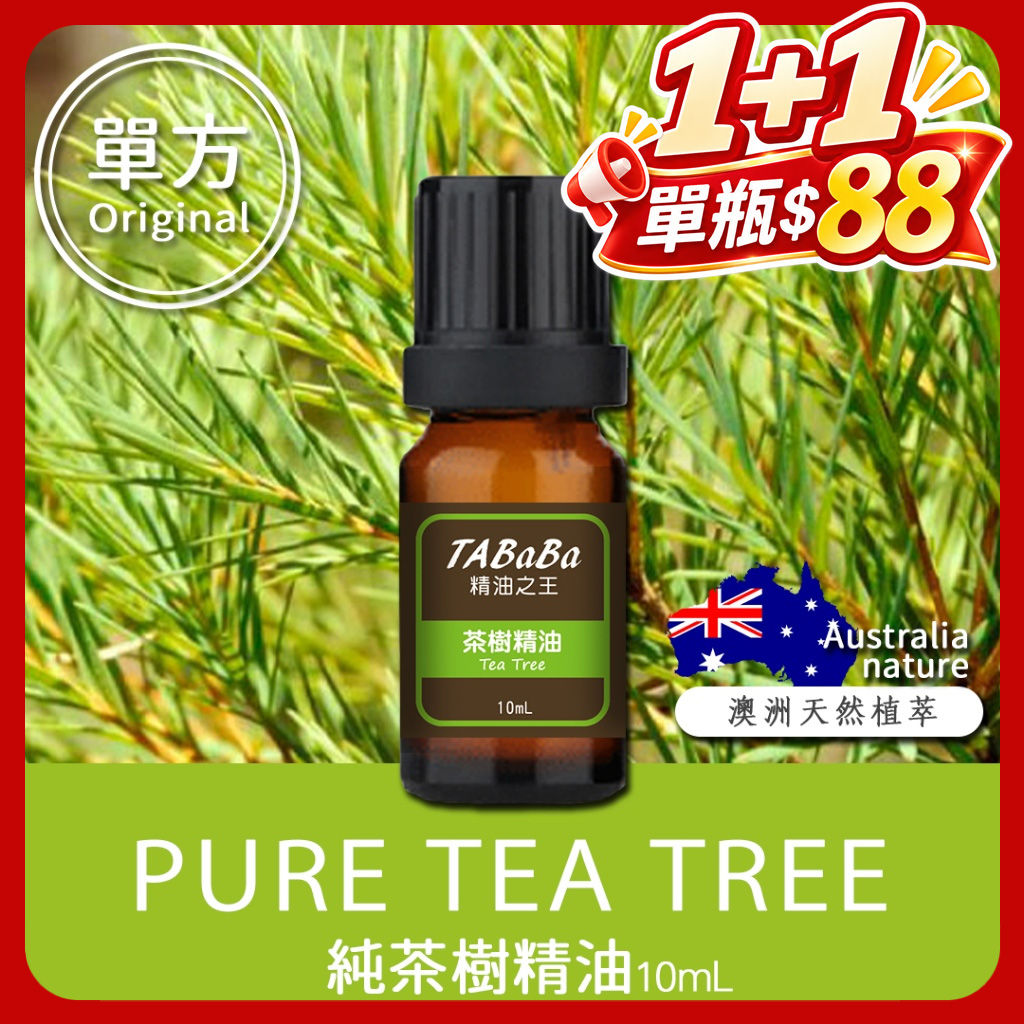 單方
Original
1+1
單瓶$88
TABaBa
精油之王
茶樹精油
Tea Tree
10mL
Australia
nature
澳洲天然植萃
PURE TEA TREE
純茶樹精油10mL